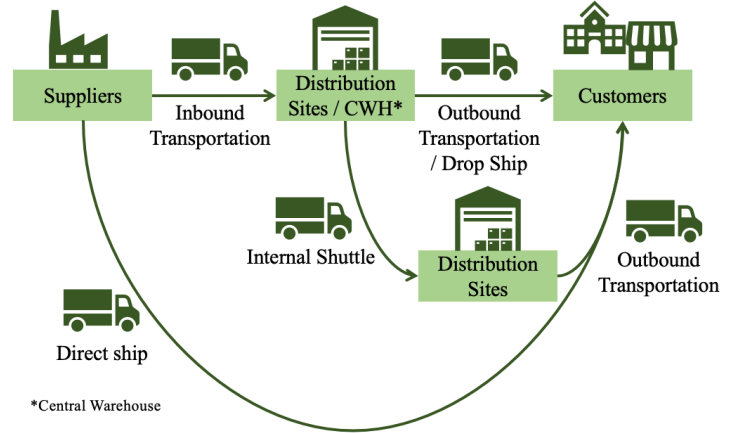 Suppliers
Inbound
Transportation
Distribution
Sites / CWH*
Outbound
Transportation
/ Drop Ship
Customers
Internal Shuttle
Distribution
Sites
Outbound
Transportation
Direct ship
*Central Warehouse